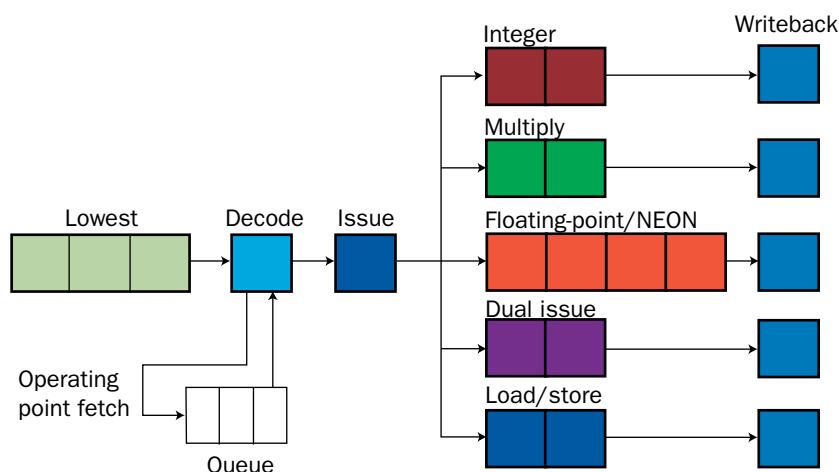 Integer
Writeback
Multiply
Lowest
Decode
Issue
Floating-point/NEON
Dual issue
Operating
point fetch
Load/store
Queue